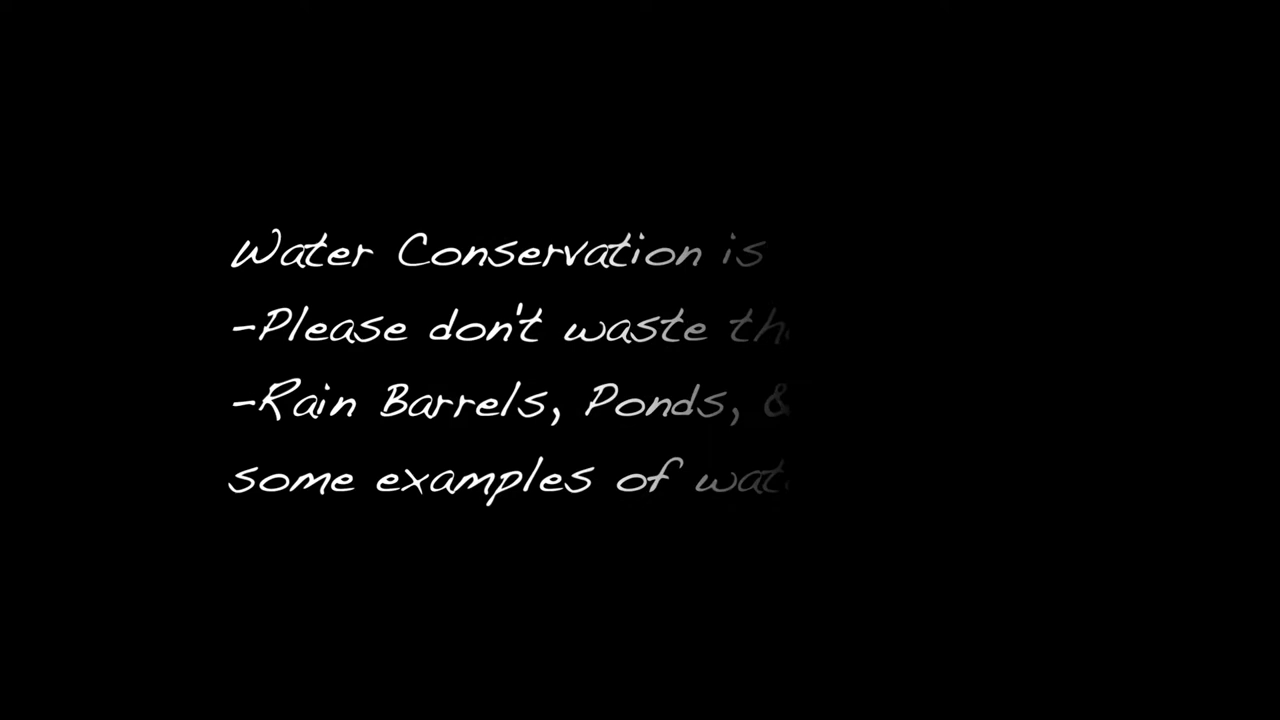 Water Conservation is
-Please don't waste
-Rain Barrels, Ponds, &
some examples of